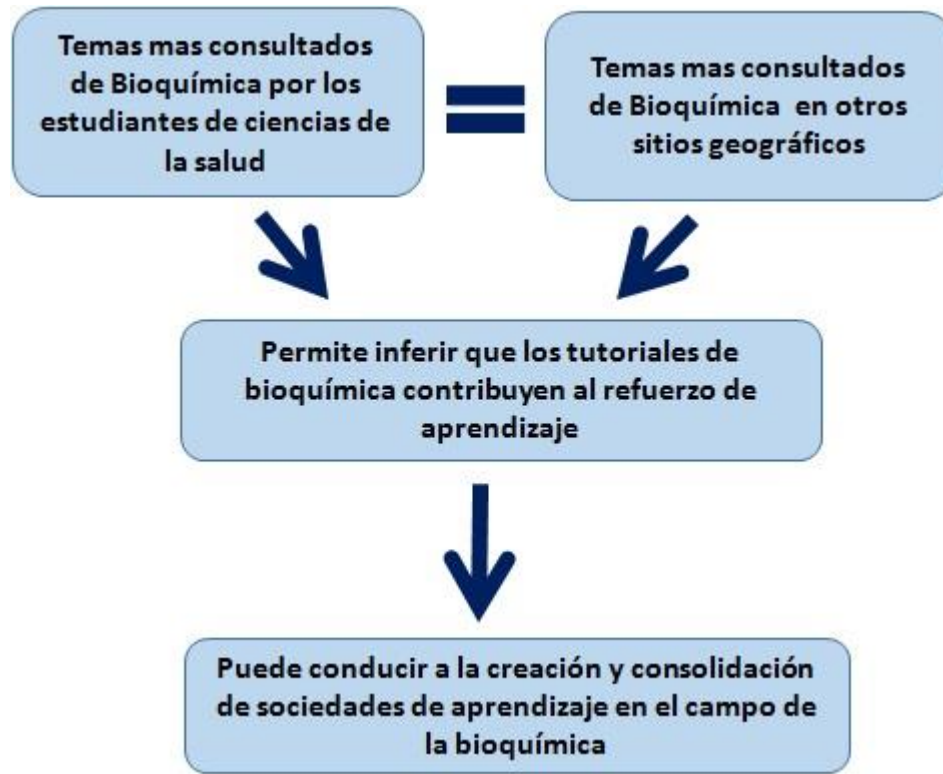 Temas mas consultados
de Bioquímica por los
estudiantes de ciencias de
la salud
Temas mas consultados
de Bioquímica en otros
sitios geográficos
Permite inferir que los tutoriales de
bioquímica contribuyen al refuerzo de
aprendizaje
Puede conducir a la creación y consolidación
de sociedades de aprendizaje en el campo de
la bioquímica